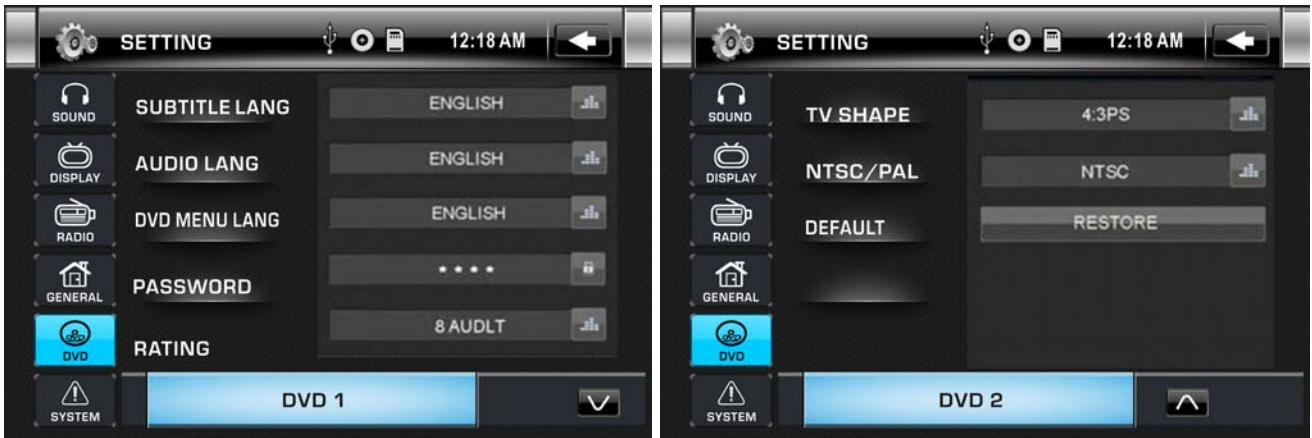 SETTING 12:18 AM
SOUND
SUBTITLE LANG ENGLISH
DISPLAY
AUDIO LANG ENGLISH
RADIO
DVD MENU LANG ENGLISH
GENERAL
PASSWORD * * * *
DVD
RATING 8 AUDLT
SYSTEM
DVD 1
SETTING 12:18 AM
SOUND
TV SHAPE 4:3PS
DISPLAY
NTSC/PAL NTSC
RADIO
DEFAULT RESTORE
GENERAL
DVD
SYSTEM
DVD 2